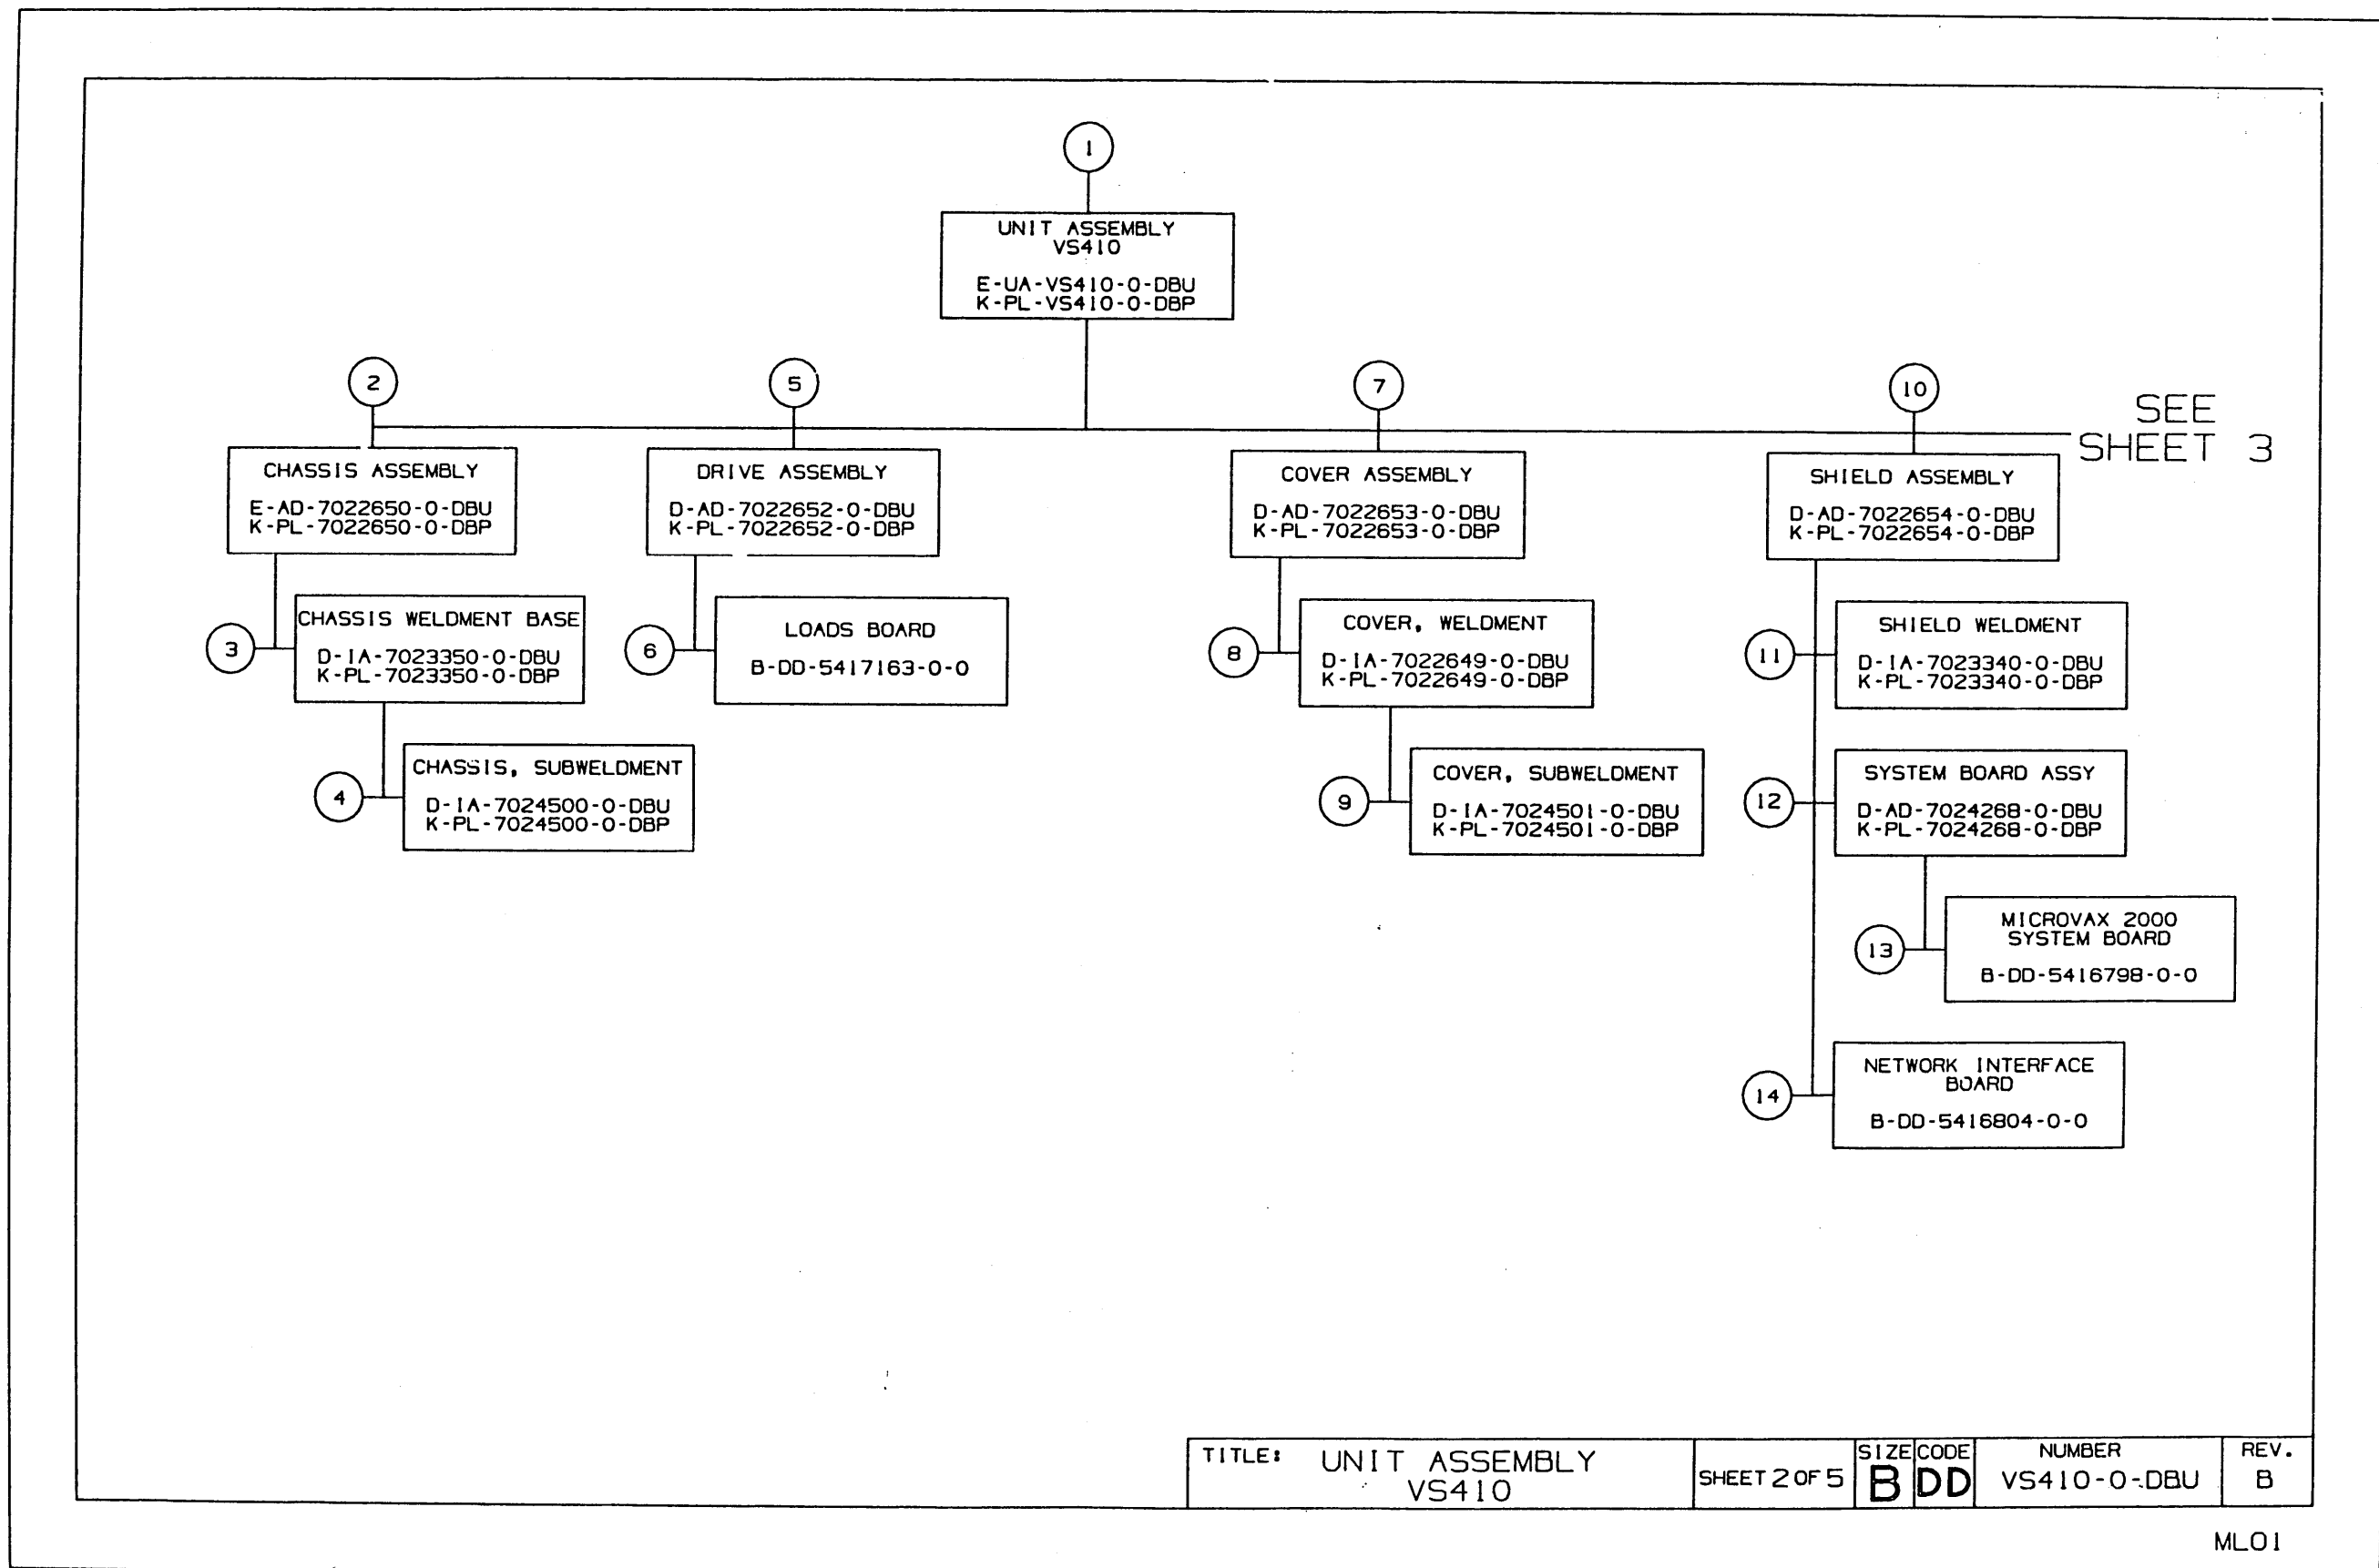 1
UNIT ASSEMBLY
VS410
E-UA-VS410-0-DBU
K-PL-VS410-0-DBP
2
CHASSIS ASSEMBLY
E-AD-7022650-0-DBU
K-PL-7022650-0-DBP
3
CHASSIS WELDMENT BASE
D-IA-7023350-0-DBU
K-PL-7023350-0-DBP
4
CHASSIS, SUBWELDMENT
D-IA-7024500-0-DBU
K-PL-7024500-0-DBP
5
DRIVE ASSEMBLY
D-AD-7022652-0-DBU
K-PL-7022652-0-DBP
6
LOADS BOARD
B-DD-5417163-0-0
7
COVER ASSEMBLY
D-AD-7022653-0-DBU
K-PL-7022653-0-DBP
8
COVER, WELDMENT
D-IA-7022649-0-DBU
K-PL-7022649-0-DBP
9
COVER, SUBWELDMENT
D-IA-7024501-0-DBU
K-PL-7024501-0-DBP
10
SHIELD ASSEMBLY
D-AD-7022654-0-DBU
K-PL-7022654-0-DBP
11
SHIELD WELDMENT
D-IA-7023340-0-DBU
K-PL-7023340-0-DBP
12
SYSTEM BOARD ASSY
D-AD-7024268-0-DBU
K-PL-7024268-0-DBP
13
MICROVAX 2000
SYSTEM BOARD
B-DD-5416798-0-0
14
NETWORK INTERFACE
BOARD
B-DD-5416804-0-0
SEE
SHEET 3
TITLE: UNIT ASSEMBLY
VS410
SHEET 2 OF 5
SIZE
B
CODE
DD
NUMBER
VS410-0-DBU
REV.
B
ML01